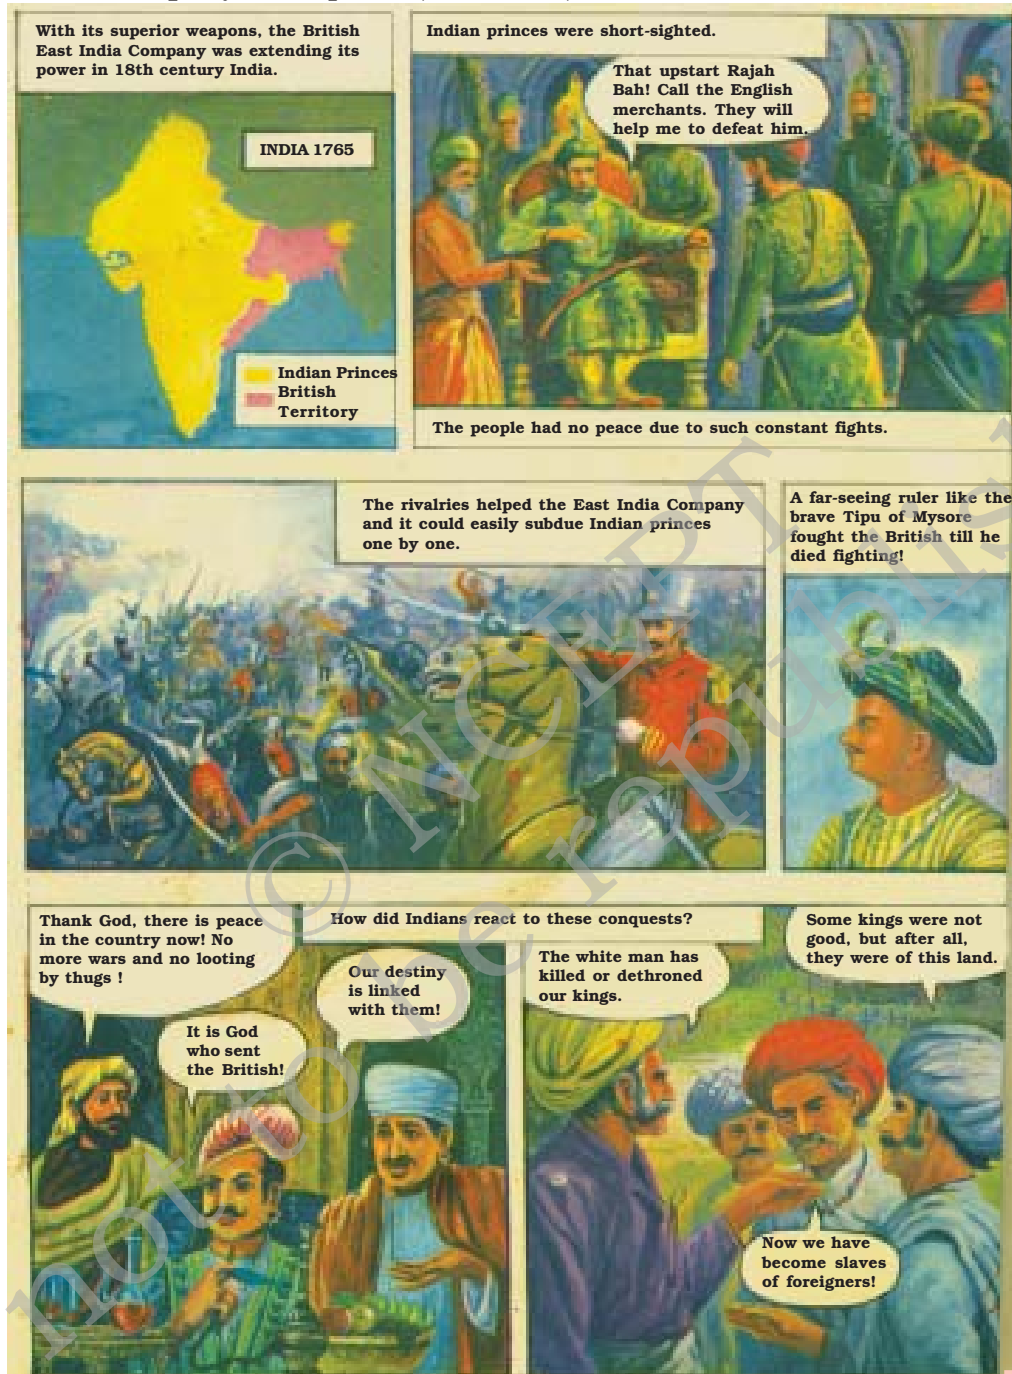 With its superior weapons, the British
East India Company was extending its
power in 18th century India.
INDIA 1765
Indian Princes
British
Territory
Indian princes were short-sighted.
That upstart Rajah
Bah! Call the English
merchants. They will
help me to defeat him.
The people had no peace due to such constant fights.
The rivalries helped the East India Company
and it could easily subdue Indian princes
one by one.
A far-seeing ruler like the
brave Tipu of Mysore
fought the British till he
died fighting!
How did Indians react to these conquests?
Thank God, there is peace
in the country now! No
more wars and no looting
by thugs !
It is God
who sent
the British!
Our destiny
is linked
with them!
The white man has
killed or dethroned
our kings.
Some kings were not
good, but after all,
they were of this land.
Now we have
become slaves
of foreigners!
© NCERT
not to be republis